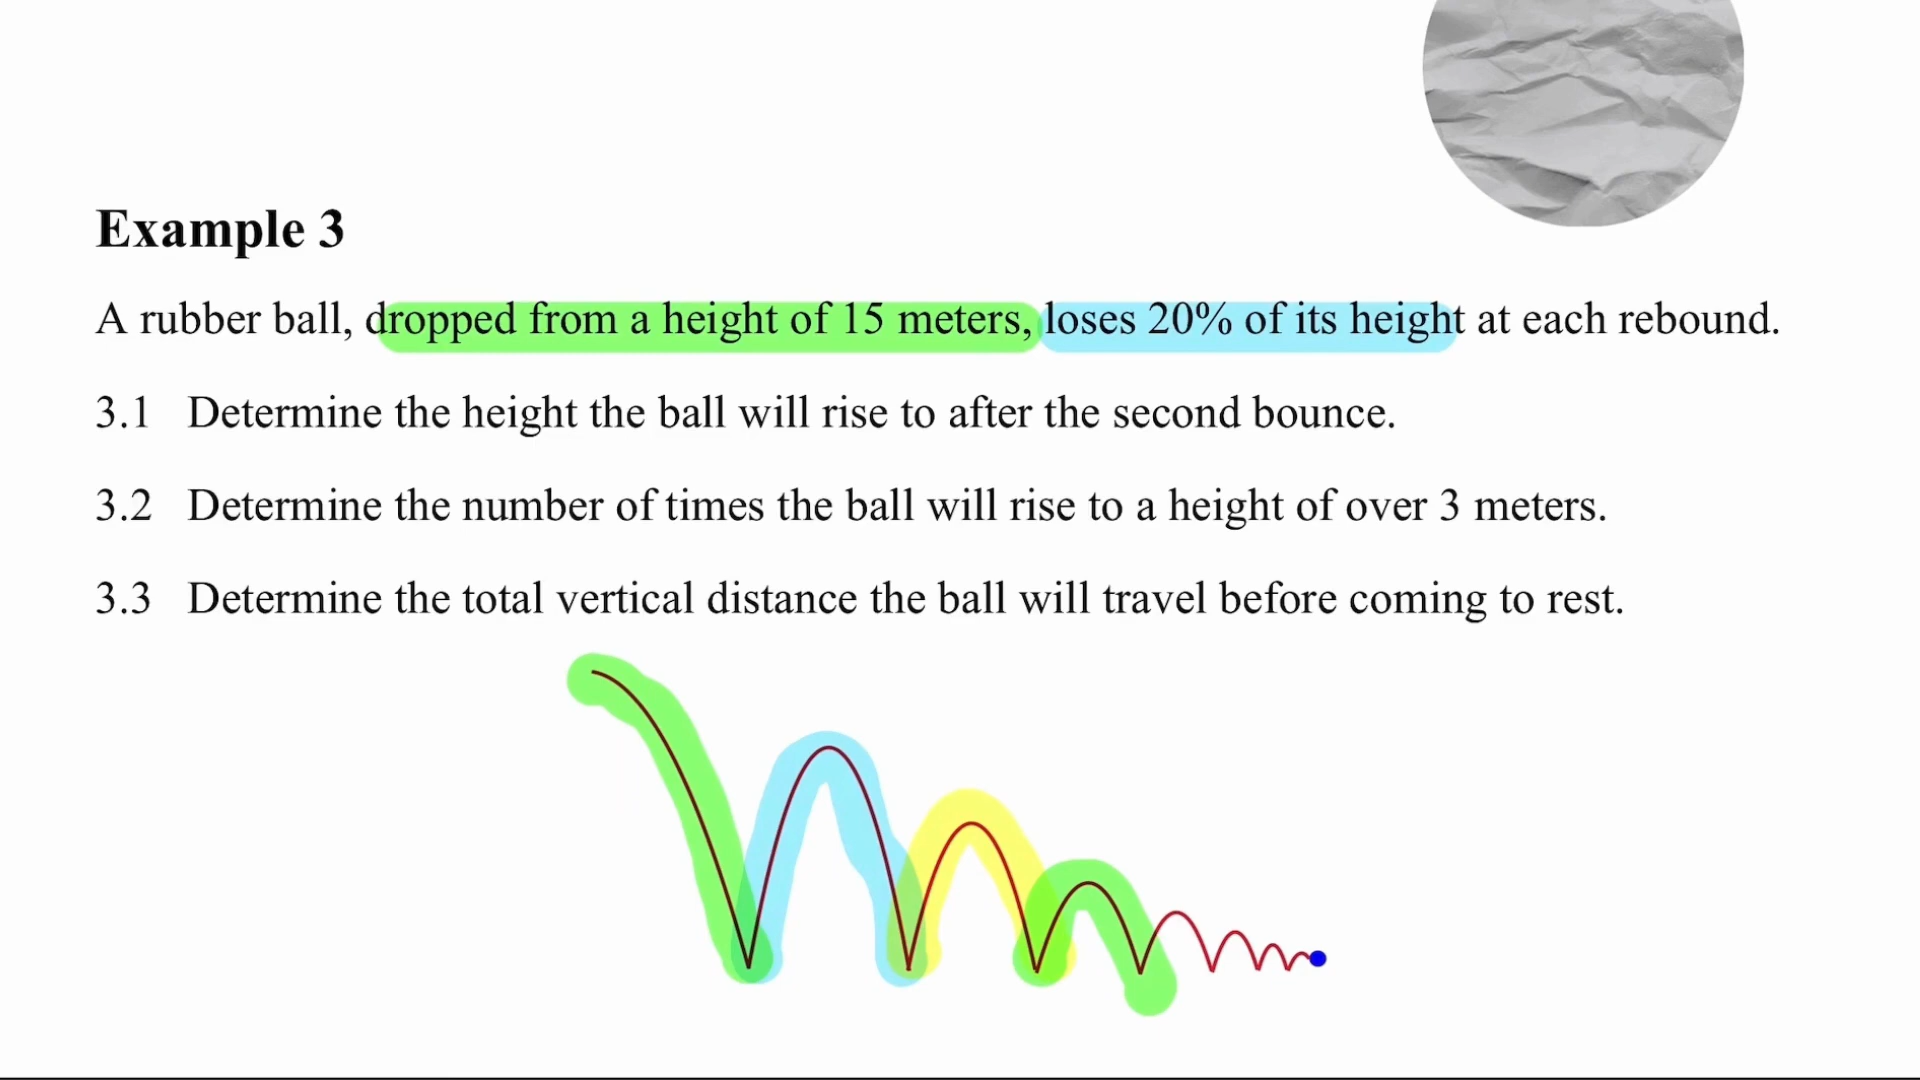 Example 3
A rubber ball, dropped from a height of 15 meters, loses 20% of its height at each rebound.
3.1 Determine the height the ball will rise to after the second bounce.
3.2 Determine the number of times the ball will rise to a height of over 3 meters.
3.3 Determine the total vertical distance the ball will travel before coming to rest.